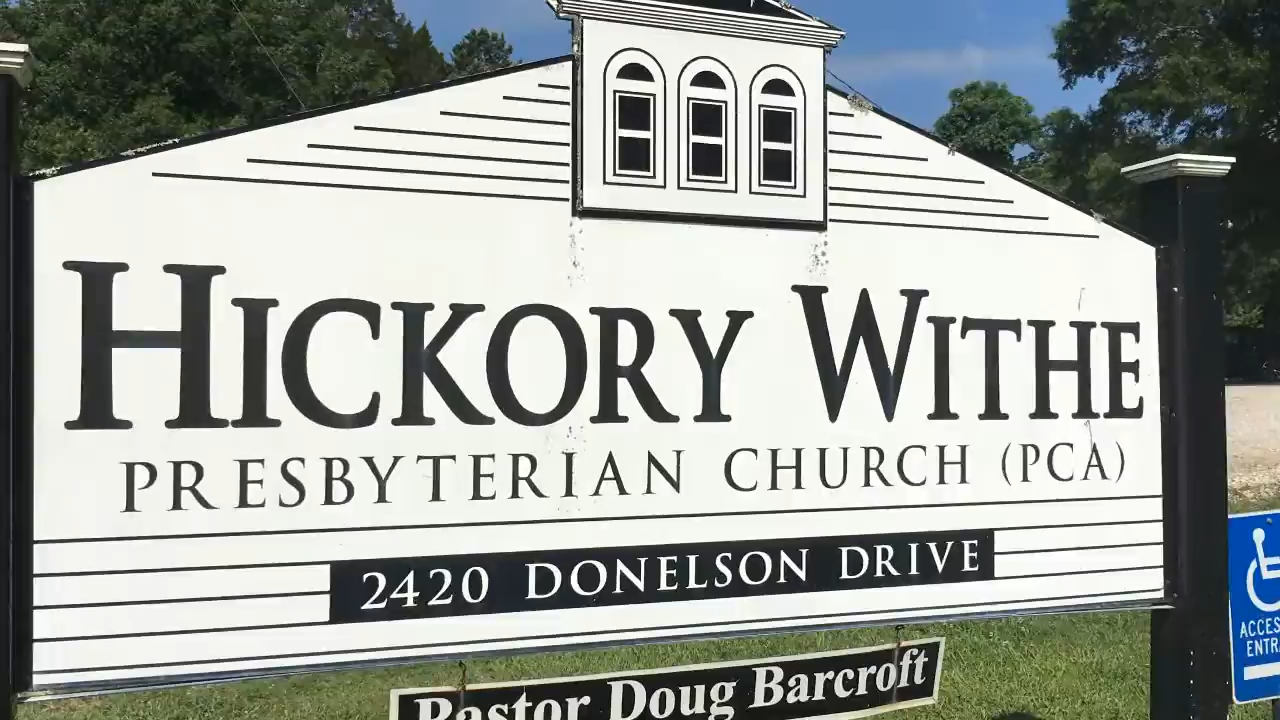 HICKORY WITHE
PRESBYTERIAN CHURCH (PCA)
2420 DONELSON DRIVE
Pastor Doug Barcroft